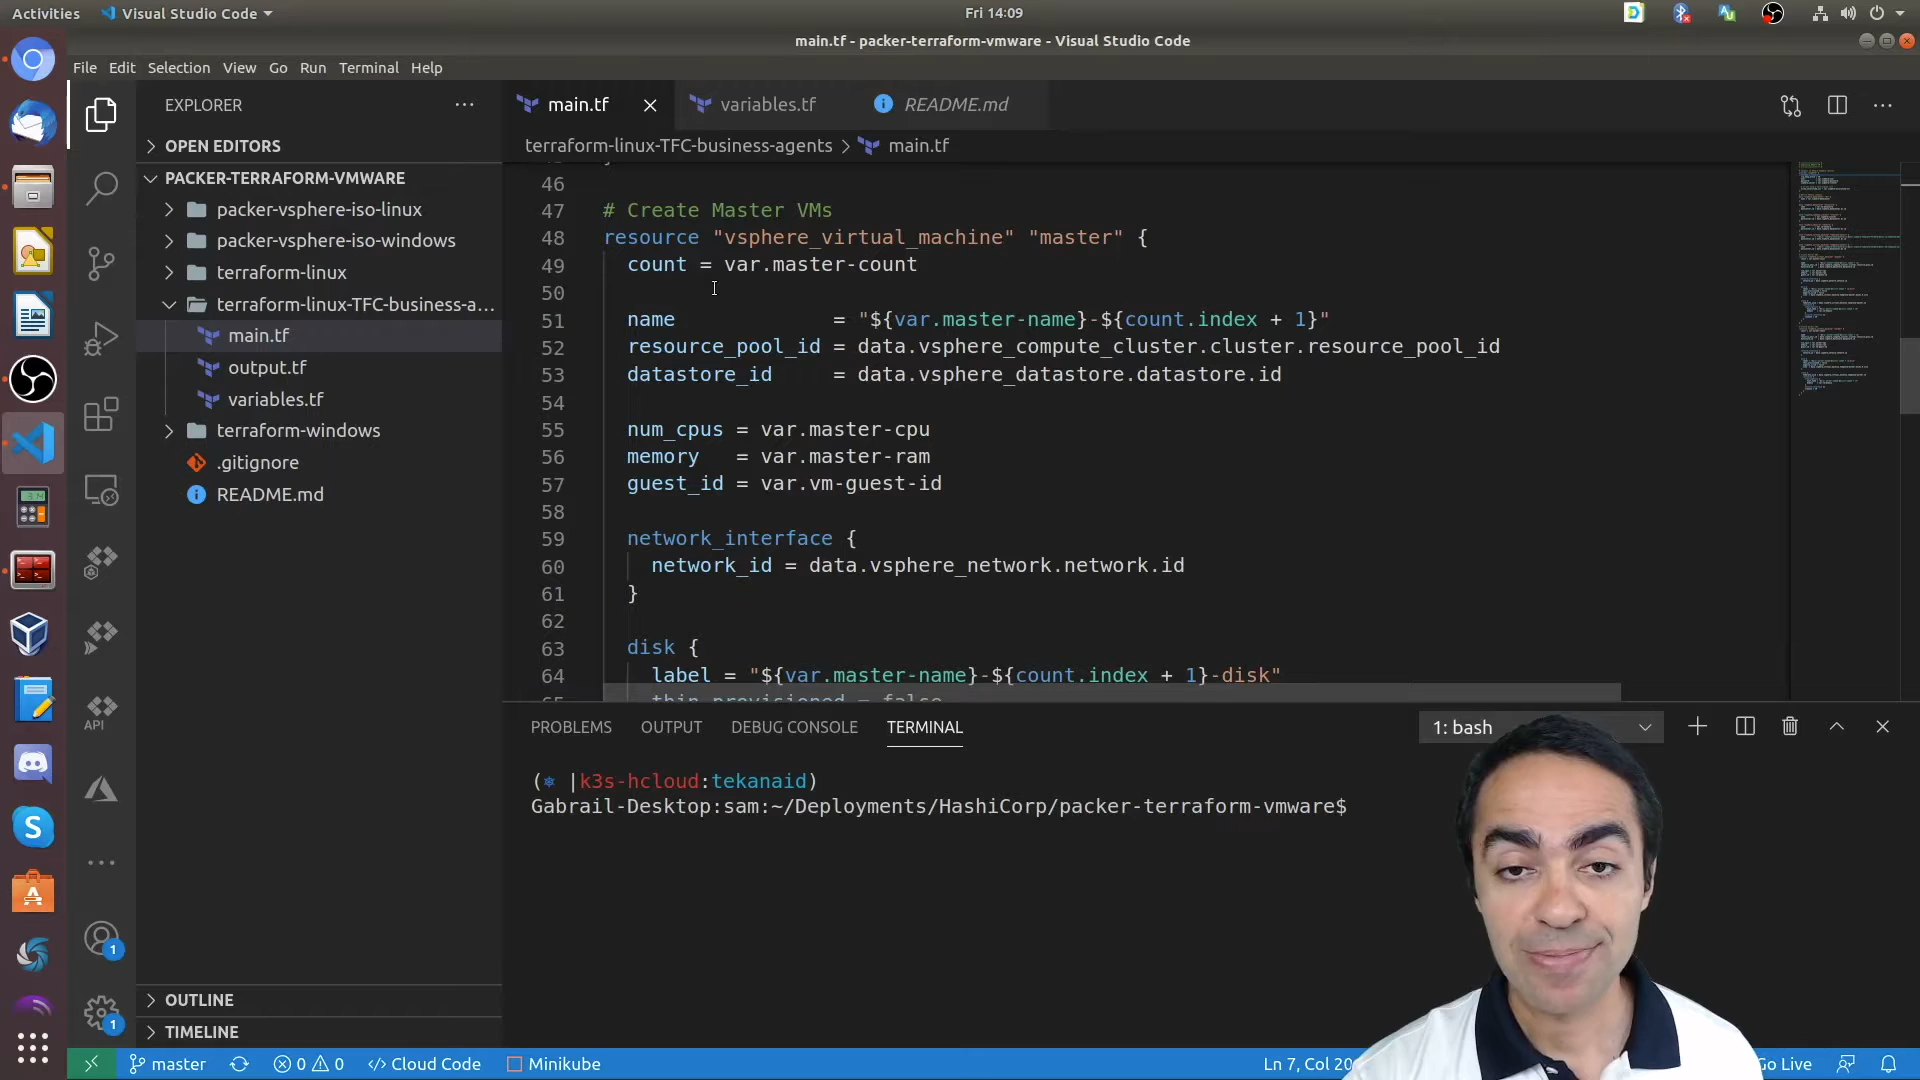 Activities
Visual Studio Code
Fri 14:09
main.tf - packer-terraform-vmware - Visual Studio Code
File Edit Selection View Go Run Terminal Help
EXPLORER
main.tf
variables.tf
README.md
OPEN EDITORS
terraform-linux-TFC-business-agents > main.tf
PACKER-TERRAFORM-VMWARE
packer-vsphere-iso-linux
packer-vsphere-iso-windows
terraform-linux
terraform-linux-TFC-business-a...
main.tf
output.tf
variables.tf
terraform-windows
.gitignore
README.md
OUTLINE
TIMELINE
46
47 # Create Master VMs
48 resource "vsphere_virtual_machine" "master" {
49 count = var.master-count
50
51 name = "${var.master-name}-${count.index + 1}"
52 resource_pool_id = data.vsphere_compute_cluster.cluster.resource_pool_id
53 datastore_id = data.vsphere_datastore.datastore.id
54
55 num_cpus = var.master-cpu
56 memory = var.master-ram
57 guest_id = var.vm-guest-id
58
59 network_interface {
60 network_id = data.vsphere_network.network.id
61 }
62
63 disk {
64 label = "${var.master-name}-${count.index + 1}-disk"
thin_provisioned = false
PROBLEMS OUTPUT DEBUG CONSOLE TERMINAL
1: bash
(⎈ |k3s-hcloud:tekanaid)
Gabrail-Desktop:sam:~/Deployments/HashiCorp/packer-terraform-vmware$
API
1
1
master
0 0
Cloud Code
Minikube
Ln 7, Col
Go Live